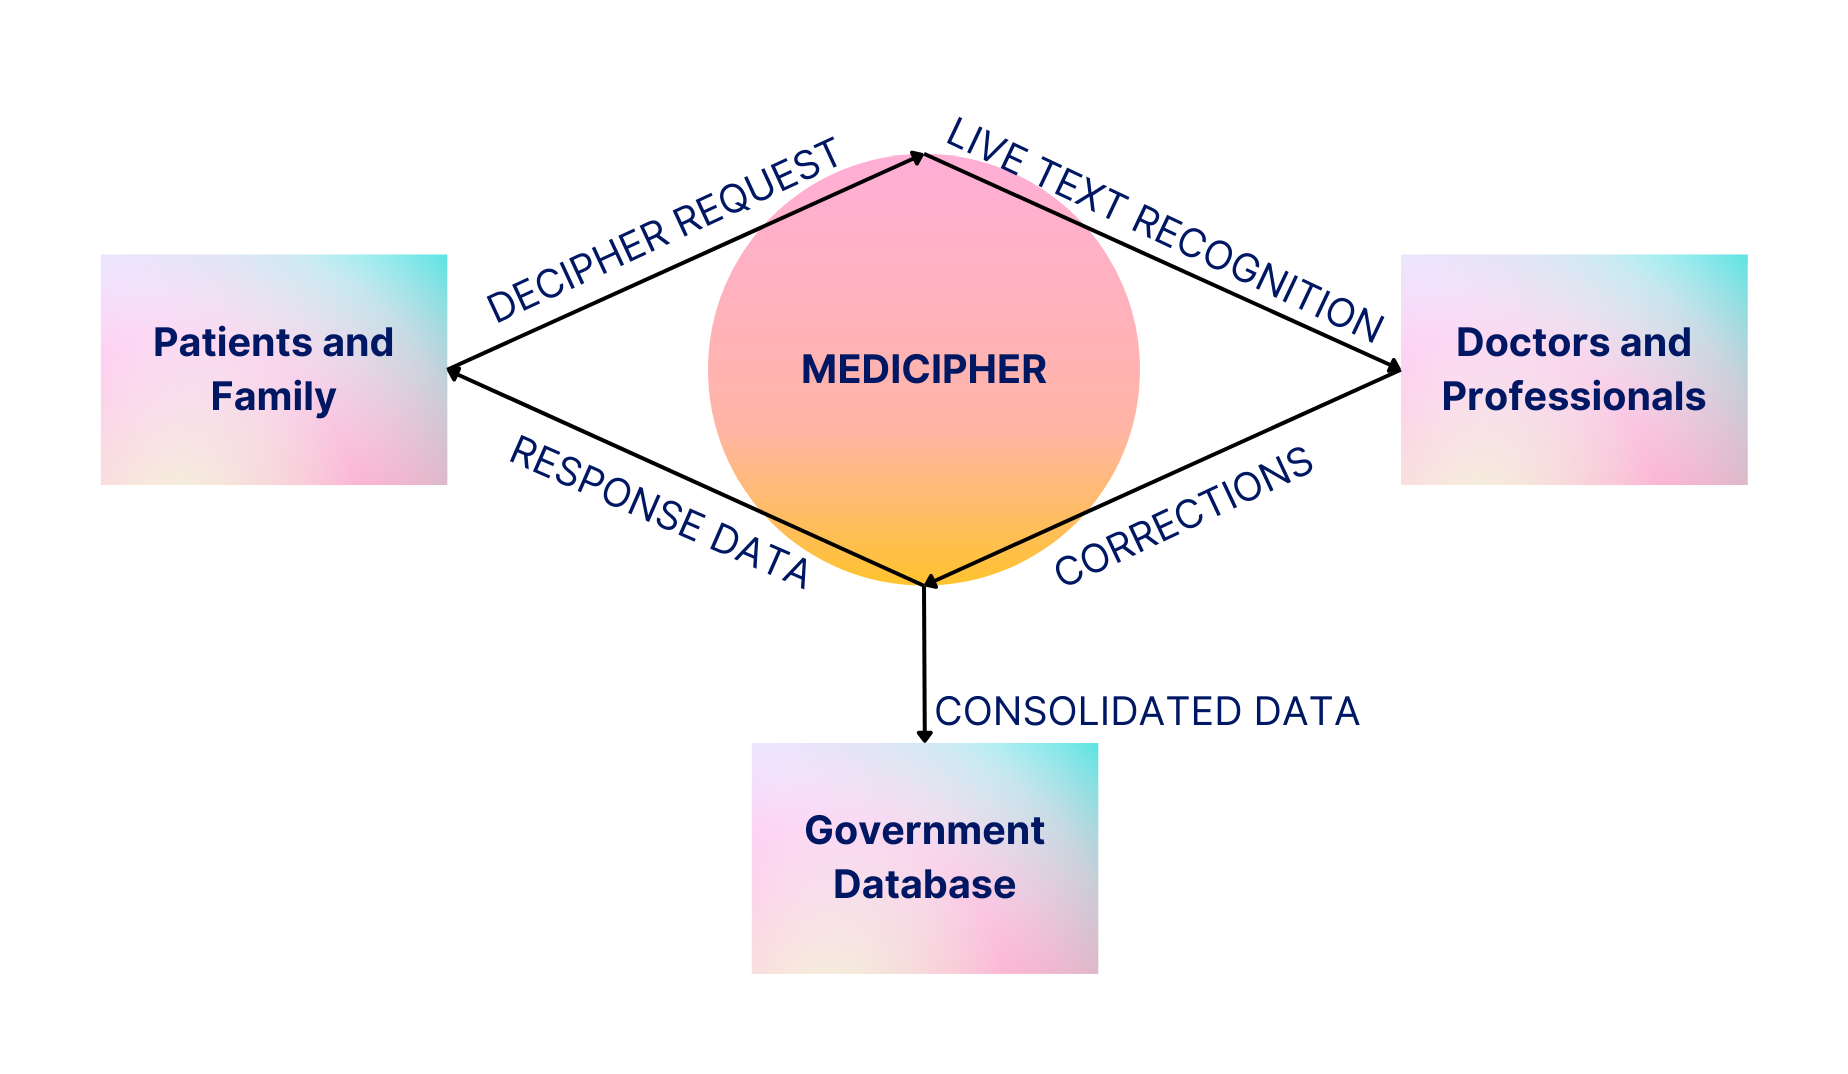 DECIPHER REQUEST
LIVE TEXT RECOGNITION
Patients and
Family
MEDICIPHER
Doctors and
Professionals
RESPONSE DATA
CORRECTIONS
CONSOLIDATED DATA
Government
Database